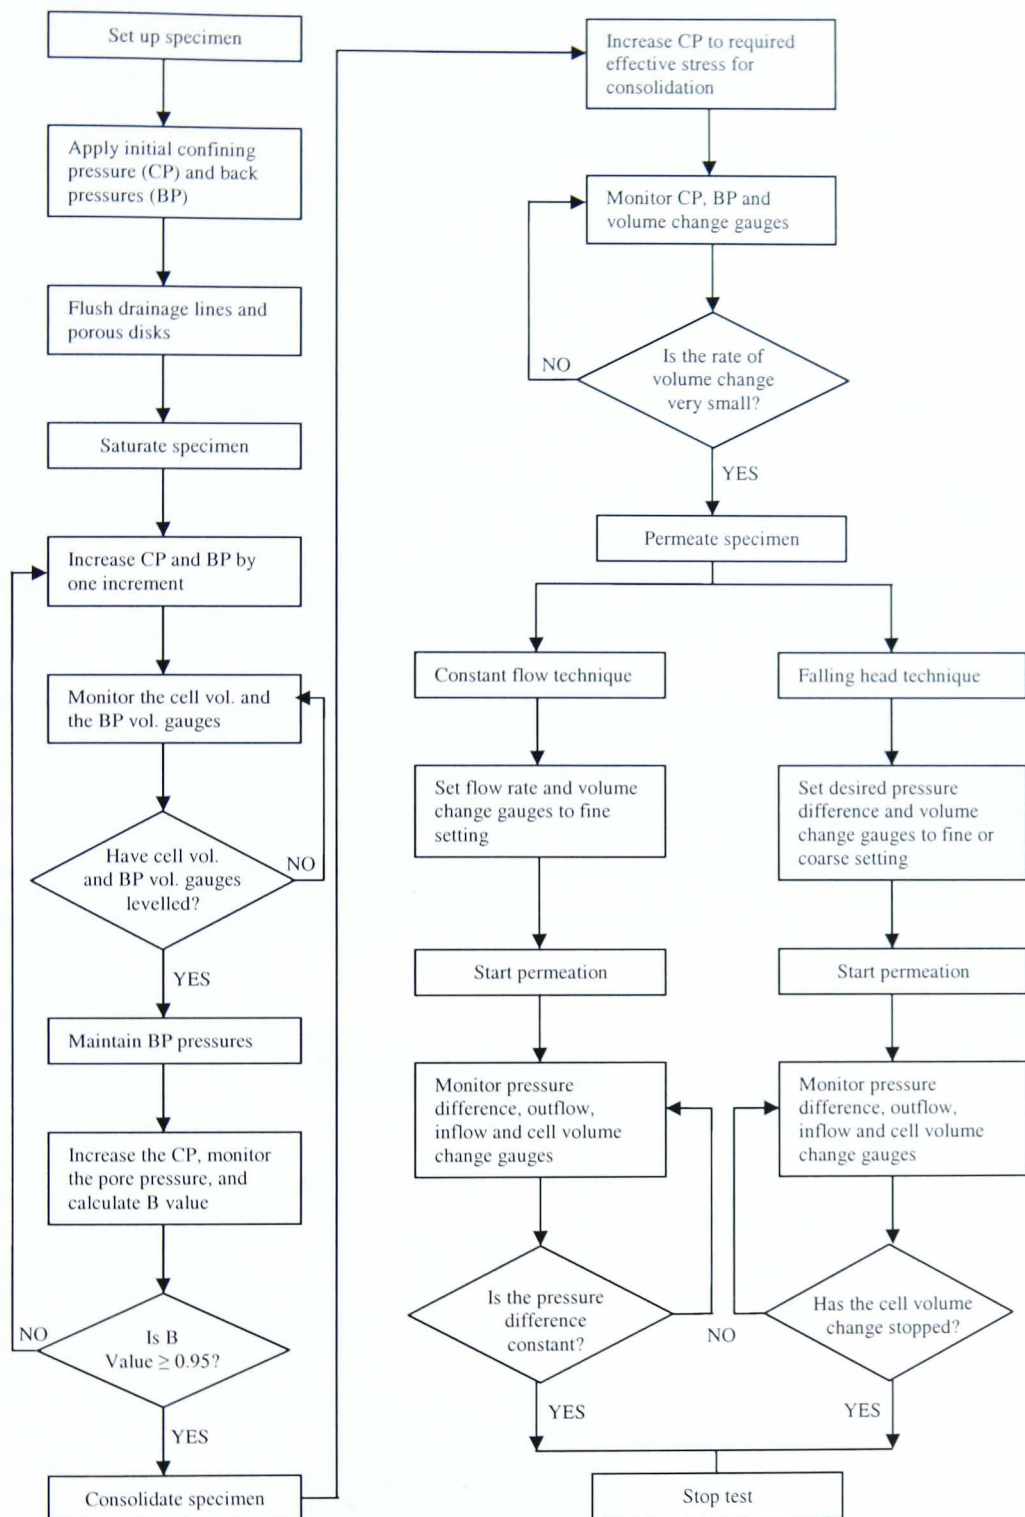 Set up specimen
Apply initial confining
pressure (CP) and back
pressures (BP)
Flush drainage lines and
porous disks
Saturate specimen
Increase CP and BP by
one increment
Monitor the cell vol. and
the BP vol. gauges
Have cell vol.
and BP vol. gauges
levelled?
NO
YES
Maintain BP pressures
Increase the CP, monitor
the pore pressure, and
calculate B value
NO
Is B
Value ≥ 0.95?
YES
Consolidate specimen
Increase CP to required
effective stress for
consolidation
Monitor CP, BP and
volume change gauges
NO
Is the rate of
volume change
very small?
YES
Permeate specimen
Constant flow technique
Set flow rate and volume
change gauges to fine
setting
Start permeation
Monitor pressure
difference, outflow,
inflow and cell volume
change gauges
Is the pressure
difference
constant?
NO
YES
Falling head technique
Set desired pressure
difference and volume
change gauges to fine or
coarse setting
Start permeation
Monitor pressure
difference, outflow,
inflow and cell volume
change gauges
Has the cell volume
change stopped?
YES
Stop test